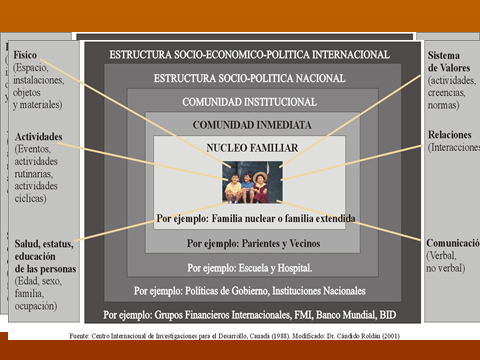 Físico
(Espacio,
instalaciones,
objetos
y materiales)
Actividades
(Eventos,
actividades
rutinarias,
actividades
cíclicas)
Salud, estatus,
educación
de las personas
(Edad, sexo,
familia,
ocupación)
ESTRUCTURA SOCIO-ECONOMICO-POLITICA INTERNACIONAL
ESTRUCTURA SOCIO-POLITICA NACIONAL
COMUNIDAD INSTITUCIONAL
COMUNIDAD INMEDIATA
NUCLEO FAMILIAR
Por ejemplo: Familia nuclear o familia extendida
Por ejemplo: Parientes y Vecinos
Por ejemplo: Escuela y Hospital.
Por ejemplo: Políticas de Gobierno, Instituciones Nacionales
Por ejemplo: Grupos Financieros Internacionales, FMI, Banco Mundial, BID
Sistema
de Valores
(actividades,
creencias,
normas)
Relaciones
(Interacciones
Comunicació
(Verbal,
no verbal)
Fuente: Centro Internacional de Investigaciones para el Desarrollo, Canadá (1988). Modificado: Dr. Cándido Roldán (2001)